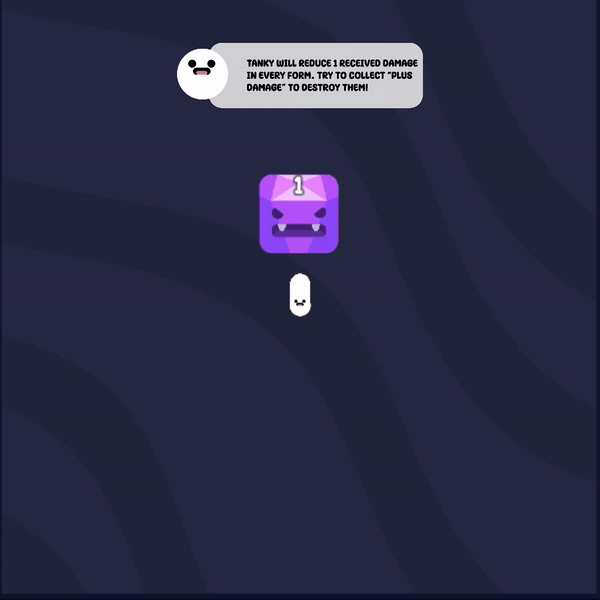 TANKY WILL REDUCE 1 RECEIVED DAMAGE
IN EVERY FORM. TRY TO COLLECT "PLUS
DAMAGE" TO DESTROY THEM!
1